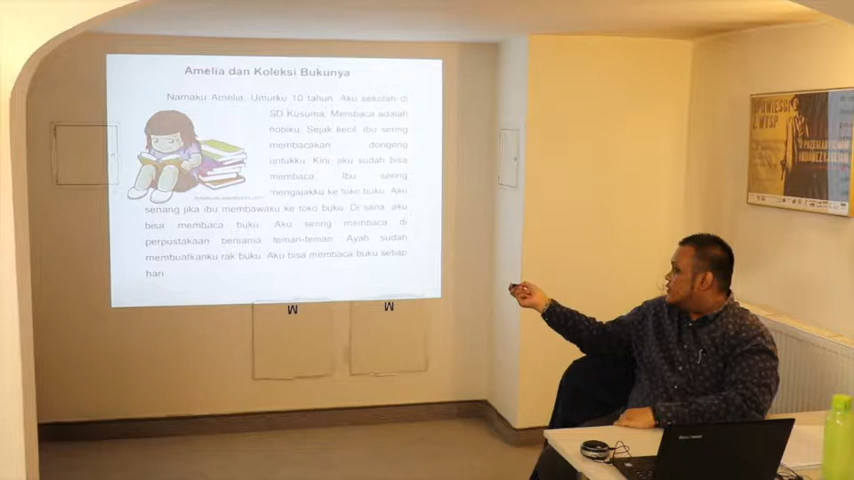 Amelia dan Koleksi Bukunya
Namaku Amelia. Umurku 10 tahun. Aku sekolah di
SD Kusuma. Membaca adalah
hobiku. Sejak kecil, ibu sering
membacakan dongeng
untukku. Kini, aku sudah bisa
membaca. Ibu sering
mengajakku ke toko buku. Aku
senang jika ibu membawaku ke toko buku. Di sana, aku
bisa membaca buku. Aku sering membaca di
perpustakaan bersama teman-teman. Ayah sudah
membuatkanku rak buku. Aku bisa membaca buku setiap
hari
M
M